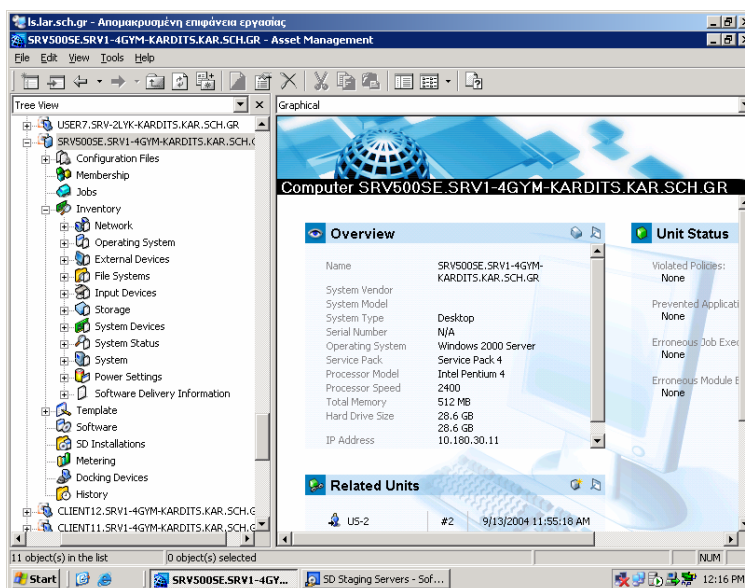 ls.lar.sch.gr - Απομακρυσμένη επιφάνεια εργασίας
SRV500SE.SRV1-4GYM-KARDITS.KAR.SCH.GR - Asset Management
File Edit View Tools Help
Tree View
Graphical
USER7.SRV-2LYK-KARDITS.KAR.SCH.GR
SRV500SE.SRV1-4GYM-KARDITS.KAR.SCH.G
Configuration Files
Membership
Jobs
Inventory
Network
Operating System
External Devices
File Systems
Input Devices
Storage
System Devices
System Status
System
Power Settings
Software Delivery Information
Template
Software
SD Installations
Metering
Docking Devices
History
CLIENT12.SRV1-4GYM-KARDITS.KAR.SCH.G
CLIENT11.SRV1-4GYM-KARDITS.KAR.SCH.G
Computer SRV500SE.SRV1-4GYM-KARDITS.KAR.SCH.GR
Overview
Name SRV500SE.SRV1-4GYM-
KARDITS.KAR.SCH.GR
System Vendor
System Model
System Type Desktop
Serial Number N/A
Operating System Windows 2000 Server
Service Pack Service Pack 4
Processor Model Intel Pentium 4
Processor Speed 2400
Total Memory 512 MB
Hard Drive Size 28.6 GB
28.6 GB
IP Address 10.180.30.11
Unit Status
Violated Policies:
None
Prevented Applicati
None
Erroneous Job Exec
None
Erroneous Module E
None
Related Units
US-2 #2 9/13/2004 11:55:18 AM
11 object(s) in the list 0 object(s) selected NUM
Start SRV500SE.SRV1-4GY... SD Staging Servers - Sof... 12:16 PM